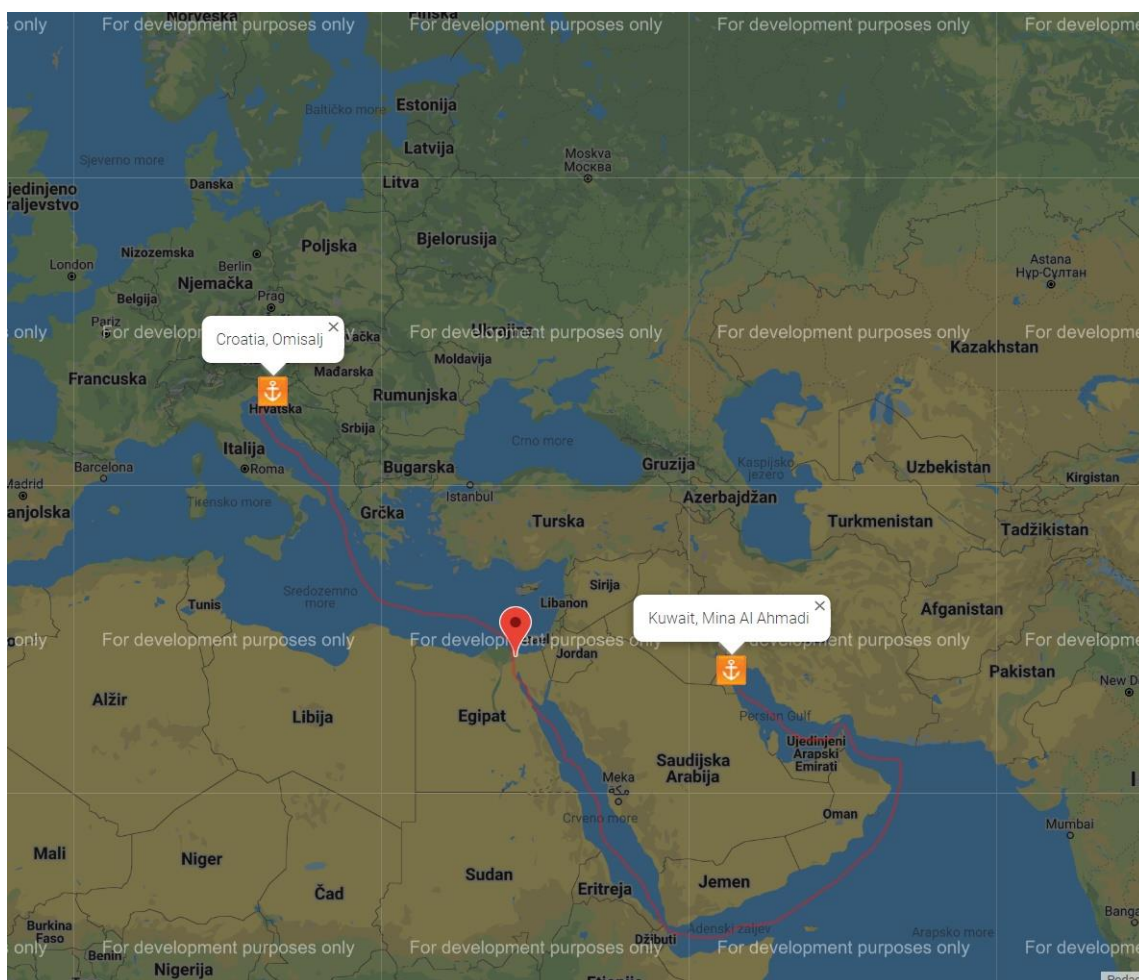 only For development purposes only For development purposes only For development purposes only For developme
Norveška
Finska
Estonija
Baltičko more
Latvija
Sjeverno more
Moskva
Москва
Danska
Litva
jedinjeno
raljevstvo
Bjelorusija
Poljska
Nizozemska
London
Berlin
Astana
Нур-Султан
Njemačka
Belgija
Prag
Pariz
only For develop For development purposes only For development purposes only For developme
Croatia, Omisalj
ačka
Ukrajina
Kazakhstan
Moldavija
Francuska
Mađarska
Rumunjska
Hrvatska
Srbija
Italija
Crno more
Roma
Barcelona
Bugarska
Gruzija
Kaspijsko
jezero
Uzbekistan
Kirgistan
Madrid
Istanbul
anjolska
Tirensko more
Azerbajdžan
Grčka
Turska
Turkmenistan
Tadžikistan
Sirija
Sredozemno
more
Tunis
Libanon
Afganistan
Kuwait, Mina Al Ahmadi
only For development purposes only For development purposes only For development purposes only For developme
Jordan
Pakistan
New D
Alžir
Libija
Egipat
Persian Gulf
Ujedinjeni
Arapski
Emirati
Saudijska
Arabija
Meka
مكة
Oman
Crveno more
Mumbai
Mali
Niger
Čad
Sudan
Eritreja
Jemen
Burkina
Faso
Adenski zaljev
Arapsko more
Banga
Džibuti
only For development purposes only For development purposes only For development purposes only For developme
Benin
Nigerija